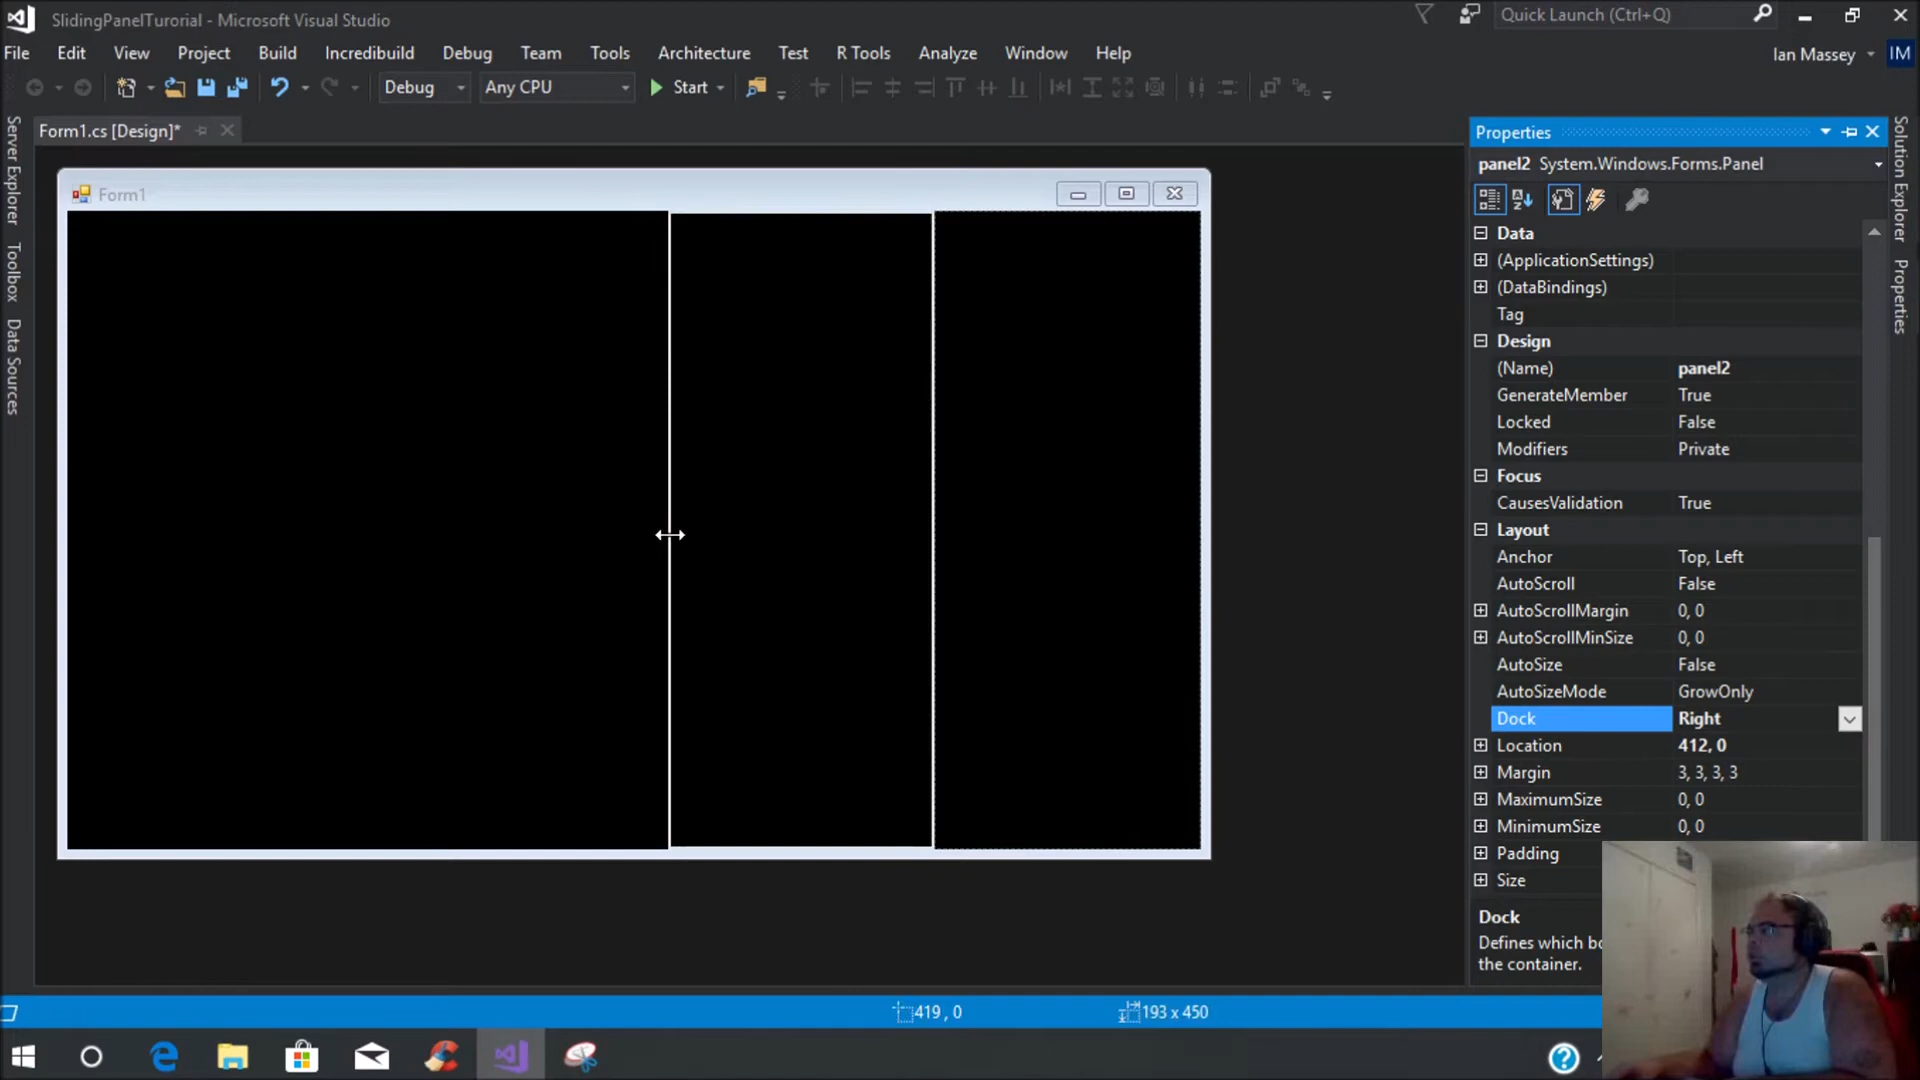 SlidingPanelTurorial - Microsoft Visual Studio
Quick Launch (Ctrl+Q)
File Edit View Project Build Incredibuild Debug Team Tools Architecture Test R Tools Analyze Window Help
Ian Massey
IM
Debug
Any CPU
Start
Form1.cs [Design]*
Server Explorer
Toolbox
Data Sources
Form1
Properties
panel2 System.Windows.Forms.Panel
Data
(ApplicationSettings)
(DataBindings)
Tag
Design
(Name) panel2
GenerateMember True
Locked False
Modifiers Private
Focus
CausesValidation True
Layout
Anchor Top, Left
AutoScroll False
AutoScrollMargin 0, 0
AutoScrollMinSize 0, 0
AutoSize False
AutoSizeMode GrowOnly
Dock Right
Location 412, 0
Margin 3, 3, 3, 3
MaximumSize 0, 0
MinimumSize 0, 0
Padding
Size
Dock
Defines which bo
the container.
Solution Explorer
Properties
419 , 0
193 x 450